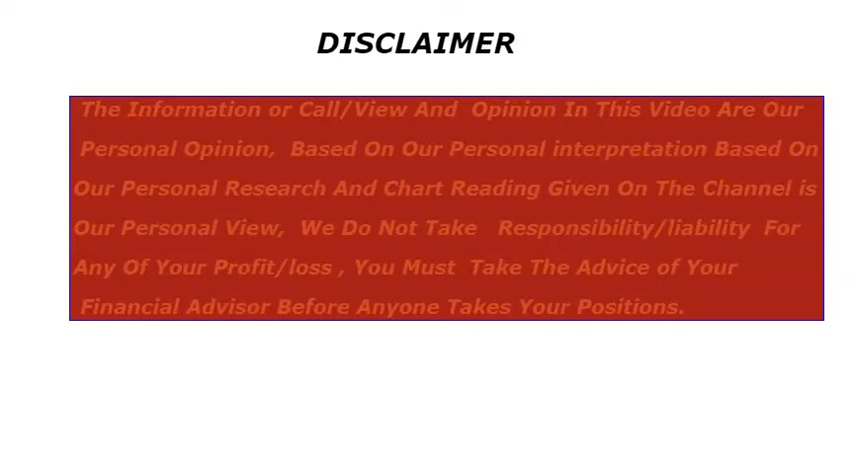 DISCLAIMER
The Information or Call/View And Opinion In This Video Are Our
Personal Opinion, Based On Our Personal interpretation Based On
Our Personal Research And Chart Reading Given On The Channel is
Our Personal View, We Do Not Take Responsibility/liability For
Any Of Your Profit/loss , You Must Take The Advice of Your
Financial Advisor Before Anyone Takes Your Positions.